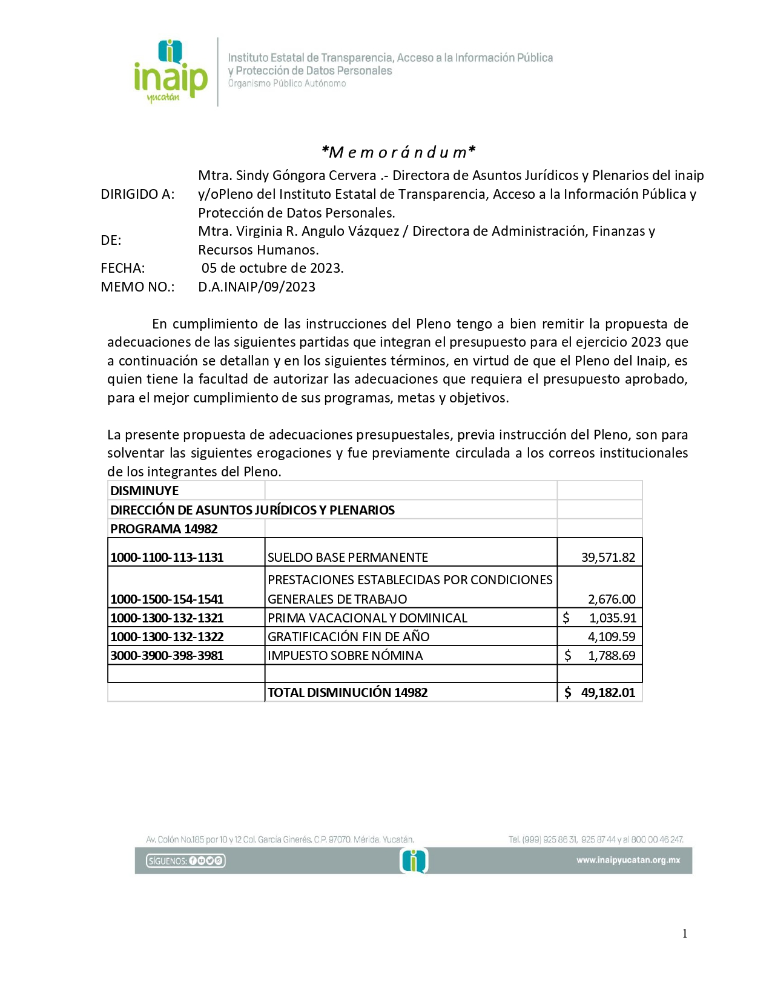 inaip
yucatán
Instituto Estatal de Transparencia, Acceso a la Información Pública
y Protección de Datos Personales
Organismo Público Autónomo
*M e m o r á n d u m*
DIRIGIDO A:
Mtra. Sindy Góngora Cervera .- Directora de Asuntos Jurídicos y Plenarios del inaip
y/oPleno del Instituto Estatal de Transparencia, Acceso a la Información Pública y
Protección de Datos Personales.
DE:
Mtra. Virginia R. Angulo Vázquez / Directora de Administración, Finanzas y
Recursos Humanos.
FECHA: 05 de octubre de 2023.
MEMO NO.: D.A.INAIP/09/2023
En cumplimiento de las instrucciones del Pleno tengo a bien remitir la propuesta de
adecuaciones de las siguientes partidas que integran el presupuesto para el ejercicio 2023 que
a continuación se detallan y en los siguientes términos, en virtud de que el Pleno del Inaip, es
quien tiene la facultad de autorizar las adecuaciones que requiera el presupuesto aprobado,
para el mejor cumplimiento de sus programas, metas y objetivos.
La presente propuesta de adecuaciones presupuestales, previa instrucción del Pleno, son para
solventar las siguientes erogaciones y fue previamente circulada a los correos institucionales
de los integrantes del Pleno.
DISMINUYE
DIRECCIÓN DE ASUNTOS JURÍDICOS Y PLENARIOS
PROGRAMA 14982
1000-1100-113-1131 SUELDO BASE PERMANENTE 39,571.82
PRESTACIONES ESTABLECIDAS POR CONDICIONES
1000-1500-154-1541 GENERALES DE TRABAJO 2,676.00
1000-1300-132-1321 PRIMA VACACIONAL Y DOMINICAL $ 1,035.91
1000-1300-132-1322 GRATIFICACIÓN FIN DE AÑO 4,109.59
3000-3900-398-3981 IMPUESTO SOBRE NÓMINA $ 1,788.69
TOTAL DISMINUCIÓN 14982 $ 49,182.01
Av. Colón No.185 por 10 y 12 Col. García Ginerés. C.P. 97070. Mérida, Yucatán. Tel. (999) 925 86 31, 925 87 44 y al 800 00 46 247.
SÍGUENOS: www.inaipyucatan.org.mx
1